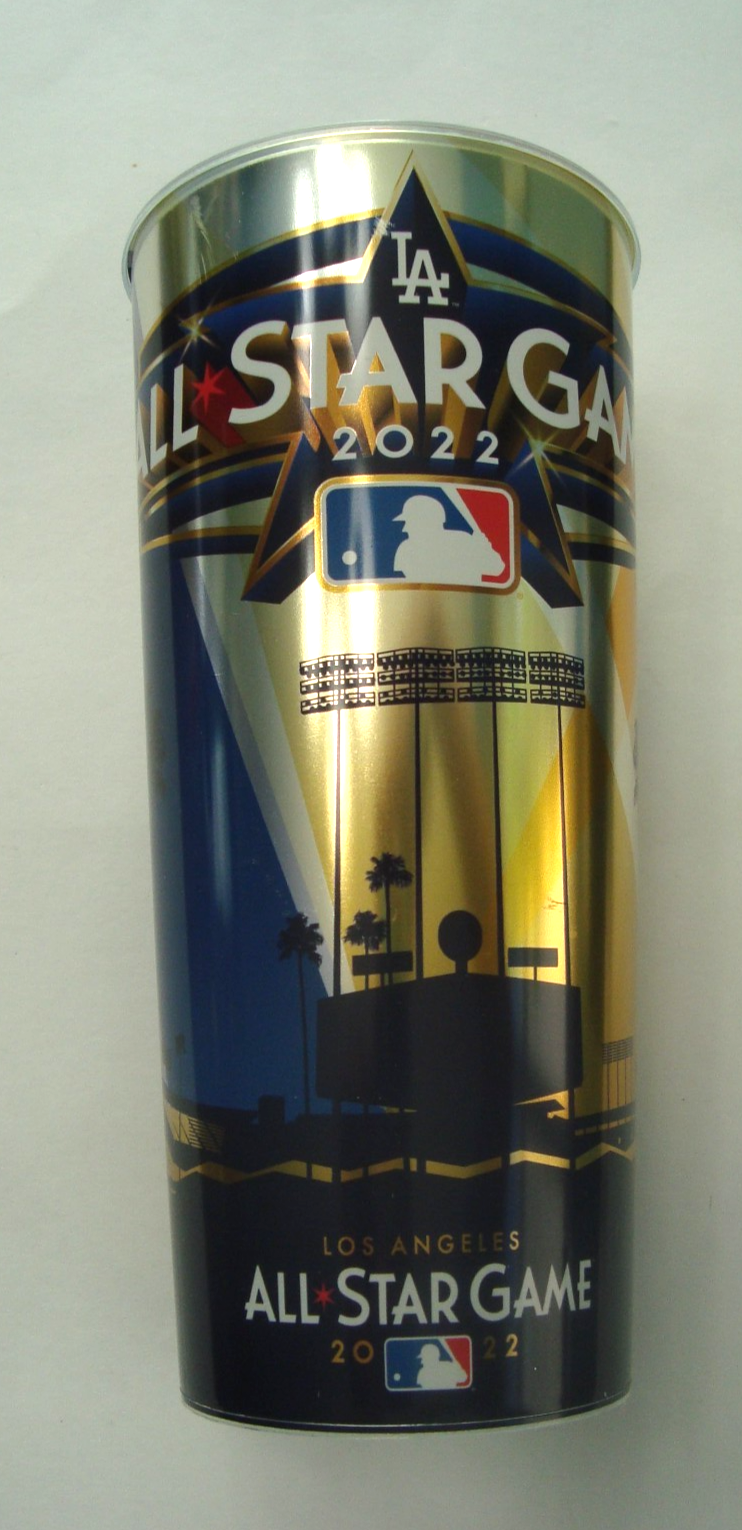 LA
ALL★STAR GAM
2022
LOS ANGELES
ALL★STAR GAME
20 22